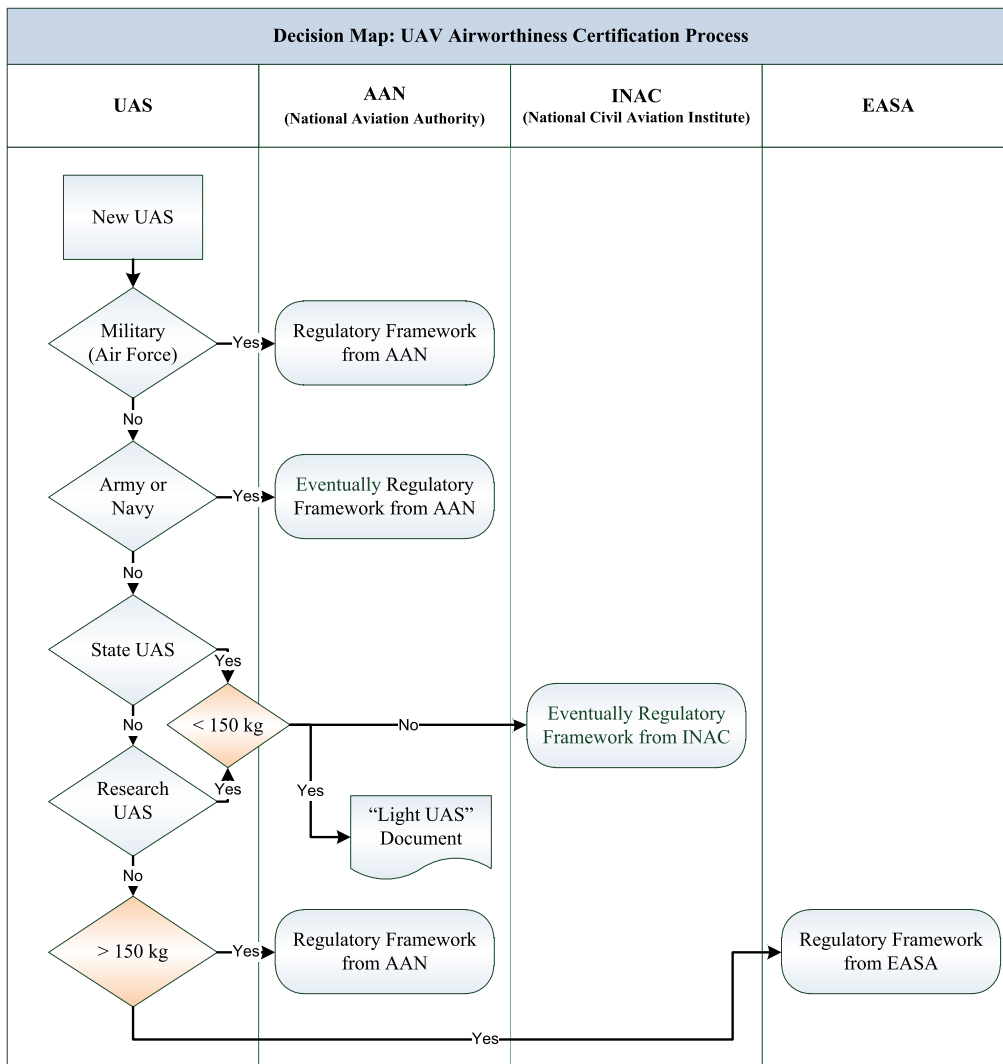 Decision Map: UAV Airworthiness Certification Process
UAS
AAN
(National Aviation Authority)
INAC
(National Civil Aviation Institute)
EASA
New UAS
Military
(Air Force)
Yes
Regulatory Framework
from AAN
No
Army or
Navy
Yes
Eventually Regulatory
Framework from AAN
No
State UAS
Yes
< 150 kg
No
Eventually Regulatory
Framework from INAC
No
Research
UAS
Yes
Yes
“Light UAS”
Document
No
> 150 kg
Yes
Regulatory Framework
from AAN
Regulatory Framework
from EASA
Yes